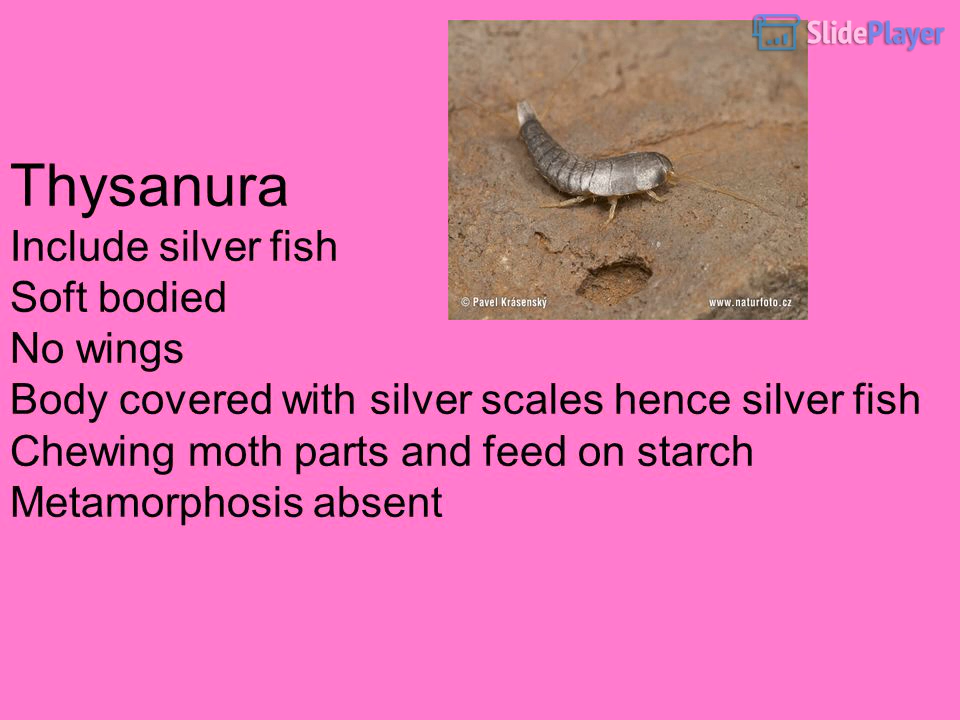 SlidePlayer
© Pavel Krásenský www.naturfoto.cz
Thysanura
Include silver fish
Soft bodied
No wings
Body covered with silver scales hence silver fish
Chewing moth parts and feed on starch
Metamorphosis absent